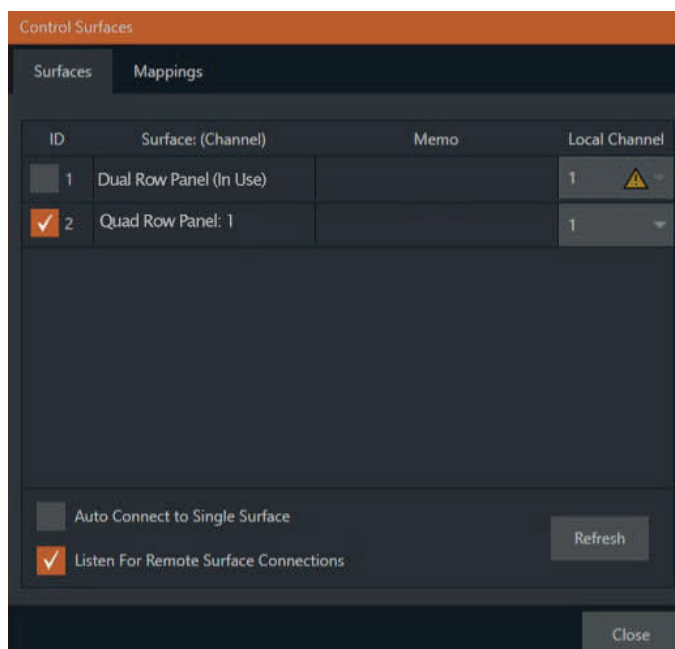 Control Surfaces
Surfaces Mappings
ID Surface: (Channel) Memo Local Channel
1 Dual Row Panel (In Use) 1
2 Quad Row Panel: 1 1
Auto Connect to Single Surface
Refresh
Listen For Remote Surface Connections
Close